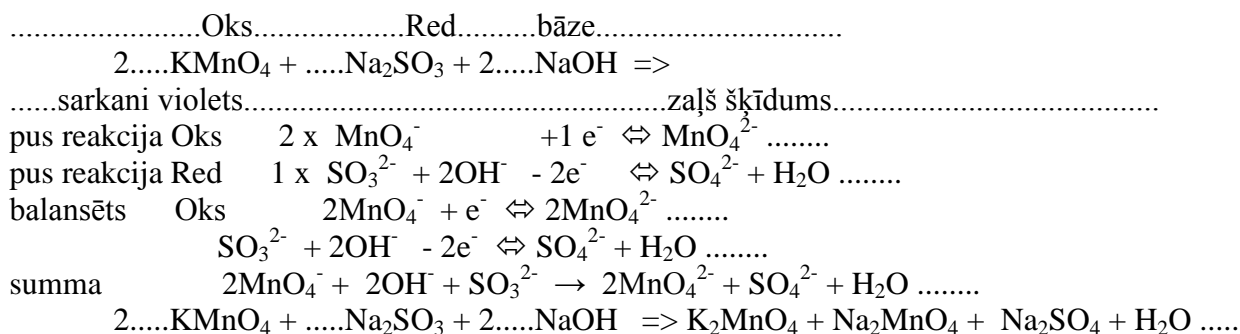 ......................Oks..................Red..........bāze.............................
2.....KMnO₄ + .....Na₂SO₃ + 2.....NaOH =>
......sarkani violets...................................................zaļš šķīdums......................................
pus reakcija Oks 2 x MnO₄⁻ +1 e⁻ ⇔ MnO₄²⁻ ........
pus reakcija Red 1 x SO₃²⁻ + 2OH⁻ - 2e⁻ ⇔ SO₄²⁻ + H₂O ........
balansēts Oks 2MnO₄⁻ + e⁻ ⇔ 2MnO₄²⁻ ........
SO₃²⁻ + 2OH⁻ - 2e⁻ ⇔ SO₄²⁻ + H₂O ........
summa 2MnO₄⁻ + 2OH⁻ + SO₃²⁻ → 2MnO₄²⁻ + SO₄²⁻ + H₂O ........
2.....KMnO₄ + .....Na₂SO₃ + 2.....NaOH => K₂MnO₄ + Na₂MnO₄ + Na₂SO₄ + H₂O .....